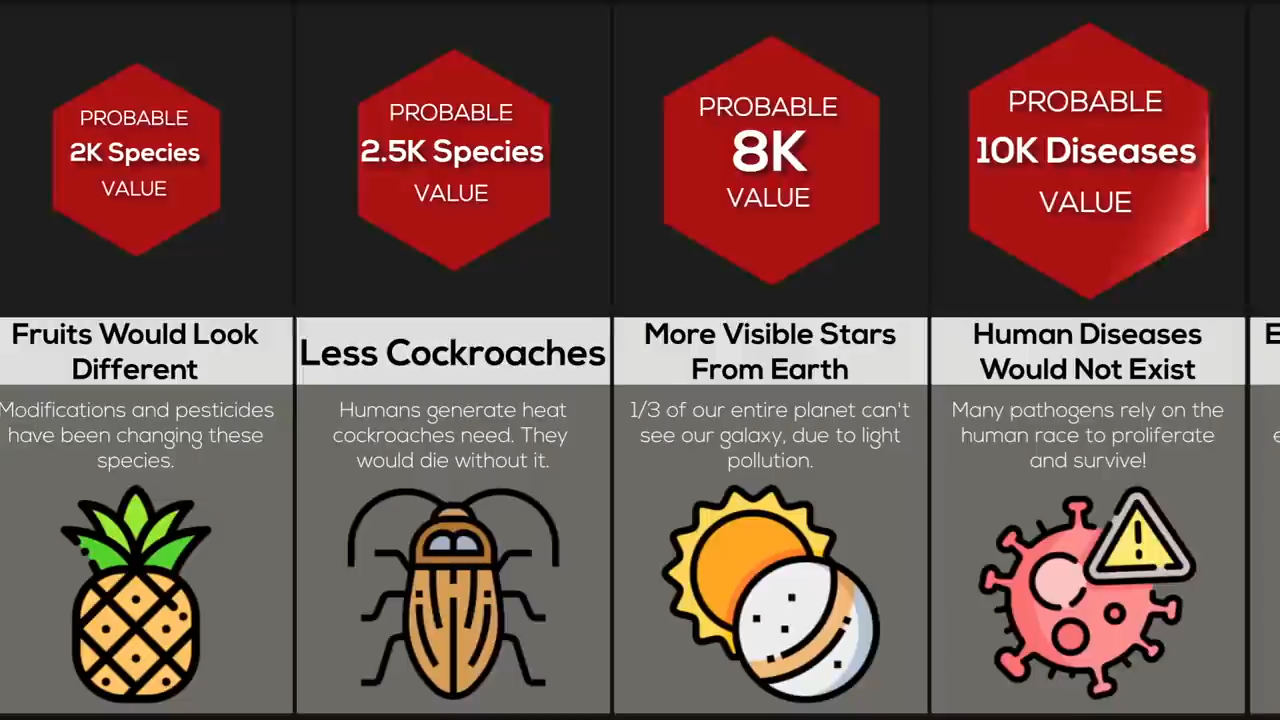 PROBABLE
2K Species
VALUE
Fruits Would Look
Different
Modifications and pesticides
have been changing these
species.
PROBABLE
2.5K Species
VALUE
Less Cockroaches
Humans generate heat
cockroaches need. They
would die without it.
PROBABLE
8K
VALUE
More Visible Stars
From Earth
1/3 of our entire planet can't
see our galaxy, due to light
pollution.
PROBABLE
10K Diseases
VALUE
Human Diseases
Would Not Exist
Many pathogens rely on the
human race to proliferate
and survive!